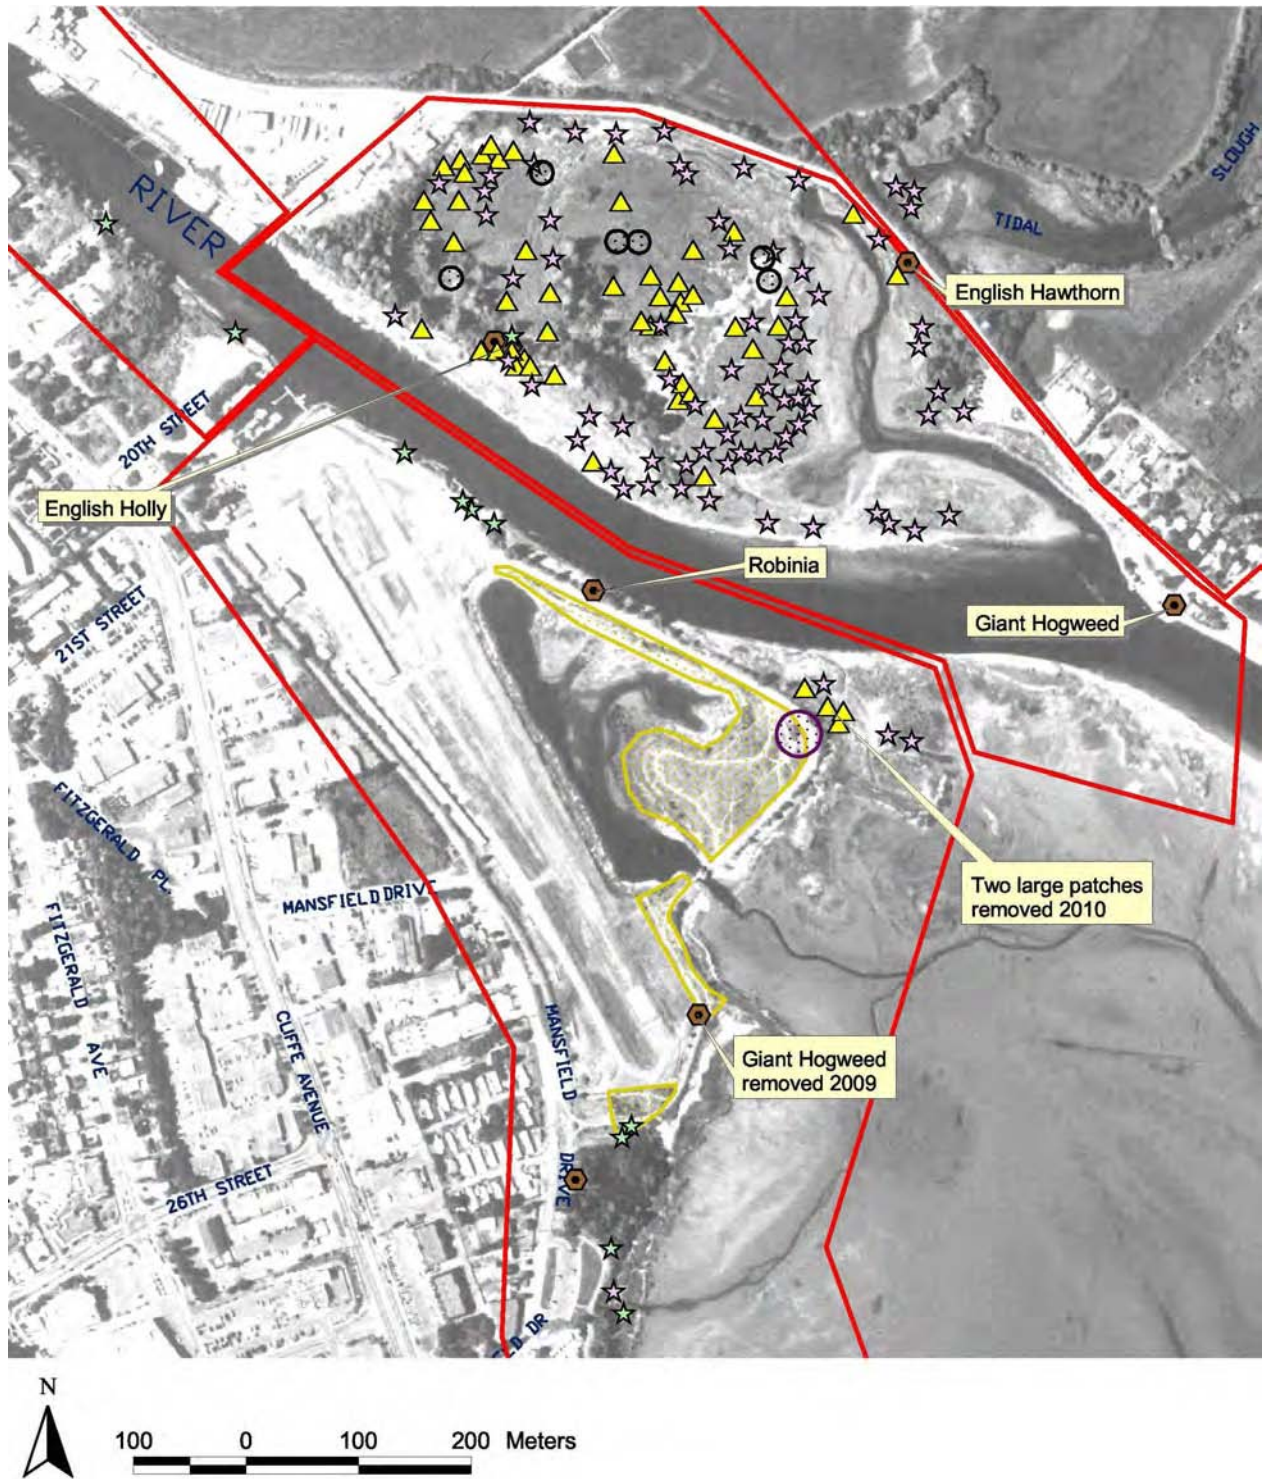 RIVER
SLOUGH
TIDAL
English Hawthorn
20TH STREET
English Holly
Robinia
21ST STREET
Giant Hogweed
FITZGERALD PL.
MANSFIELD DRIVE
Two large patches
removed 2010
FITZGERALD
AVE
CLIFFE AVENUE
MANSFIELD
DRIVE
Giant Hogweed
removed 2009
26TH STREET
DR
N
100 0 100 200 Meters